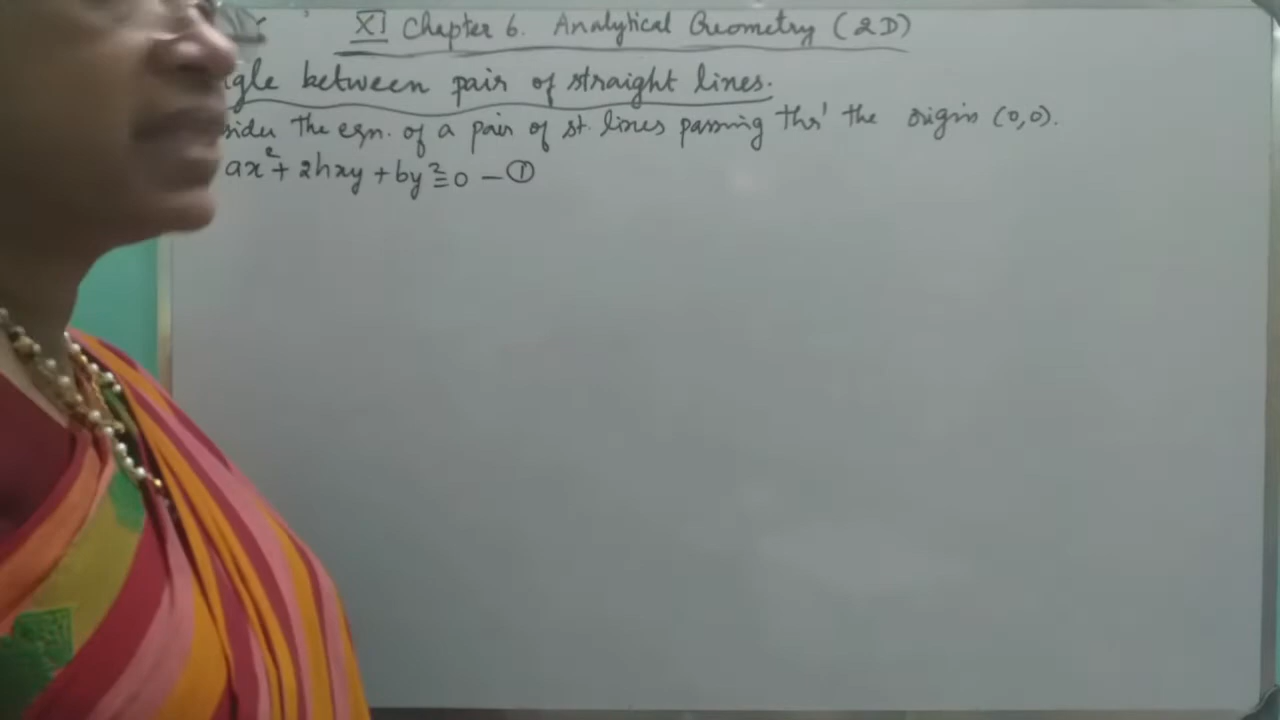 XI Chapter 6. Analytical Geometry (2D)
gle between pair of straight lines.
sider the eqn. of a pair of st. lines passing thro' the origin (0,0).
ax²+ 2hxy + by² = 0 — ①